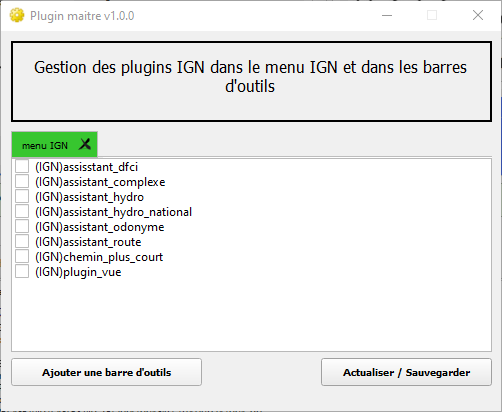 Plugin maitre v1.0.0
Gestion des plugins IGN dans le menu IGN et dans les barres
d'outils
menu IGN
(IGN)assisstant_dfci
(IGN)assistant_complexe
(IGN)assistant_hydro
(IGN)assistant_hydro_national
(IGN)assistant_odonyme
(IGN)assistant_route
(IGN)chemin_plus_court
(IGN)plugin_vue
Ajouter une barre d'outils
Actualiser / Sauvegarder